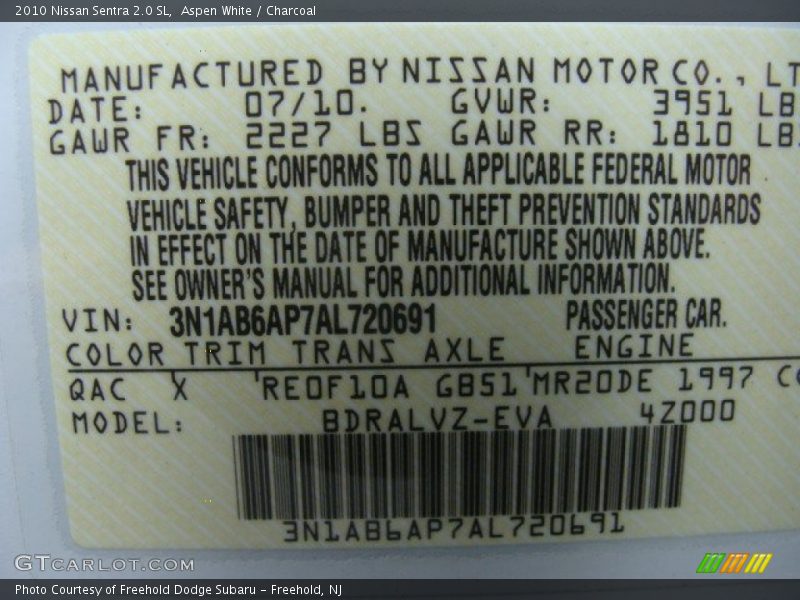 2010 Nissan Sentra 2.0 SL, Aspen White / Charcoal
MANUFACTURED BY NISSAN MOTOR CO., LT
DATE: 07/10. GVWR: 3951 LB
GAWR FR: 2227 LBS GAWR RR: 1810 LB
THIS VEHICLE CONFORMS TO ALL APPLICABLE FEDERAL MOTOR
VEHICLE SAFETY, BUMPER AND THEFT PREVENTION STANDARDS
IN EFFECT ON THE DATE OF MANUFACTURE SHOWN ABOVE.
SEE OWNER'S MANUAL FOR ADDITIONAL INFORMATION.
VIN: 3N1AB6AP7AL720691 PASSENGER CAR.
COLOR TRIM TRANS AXLE ENGINE
QAC X RE0F10A GB51 MR20DE 1997 CC
MODEL: BDRALVZ-EVA 4Z000
3N1AB6AP7AL720691
GTCARLOT.COM
Photo Courtesy of Freehold Dodge Subaru - Freehold, NJ